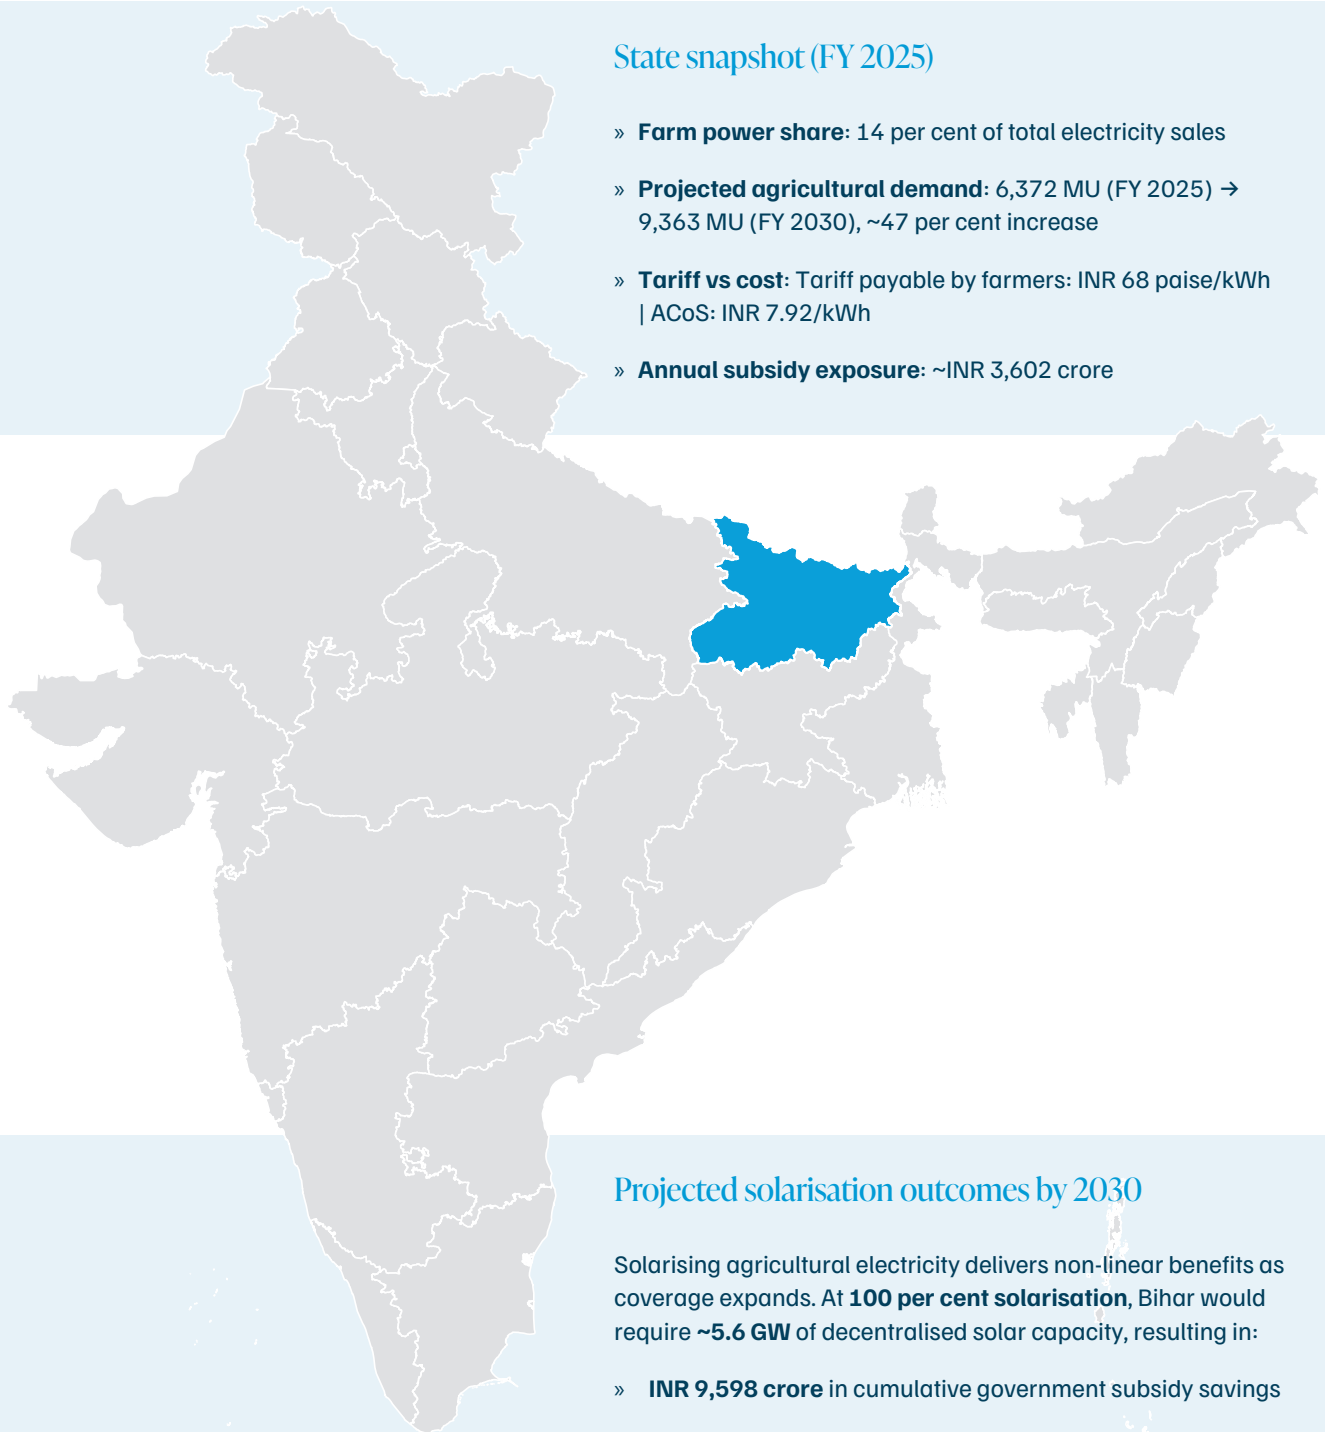 State snapshot (FY 2025)
» Farm power share: 14 per cent of total electricity sales
» Projected agricultural demand: 6,372 MU (FY 2025) →
9,363 MU (FY 2030), ~47 per cent increase
» Tariff vs cost: Tariff payable by farmers: INR 68 paise/kWh
| ACoS: INR 7.92/kWh
» Annual subsidy exposure: ~INR 3,602 crore
Projected solarisation outcomes by 2030
Solarising agricultural electricity delivers non-linear benefits as
coverage expands. At 100 per cent solarisation, Bihar would
require ~5.6 GW of decentralised solar capacity, resulting in:
» INR 9,598 crore in cumulative government subsidy savings